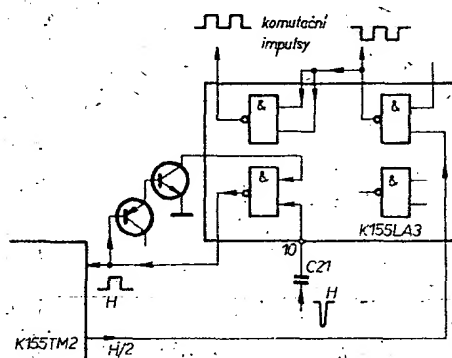 komutační
impulsy
&
&
&
&
K155LA3
10
C21
H
H
H/2
K155TM2